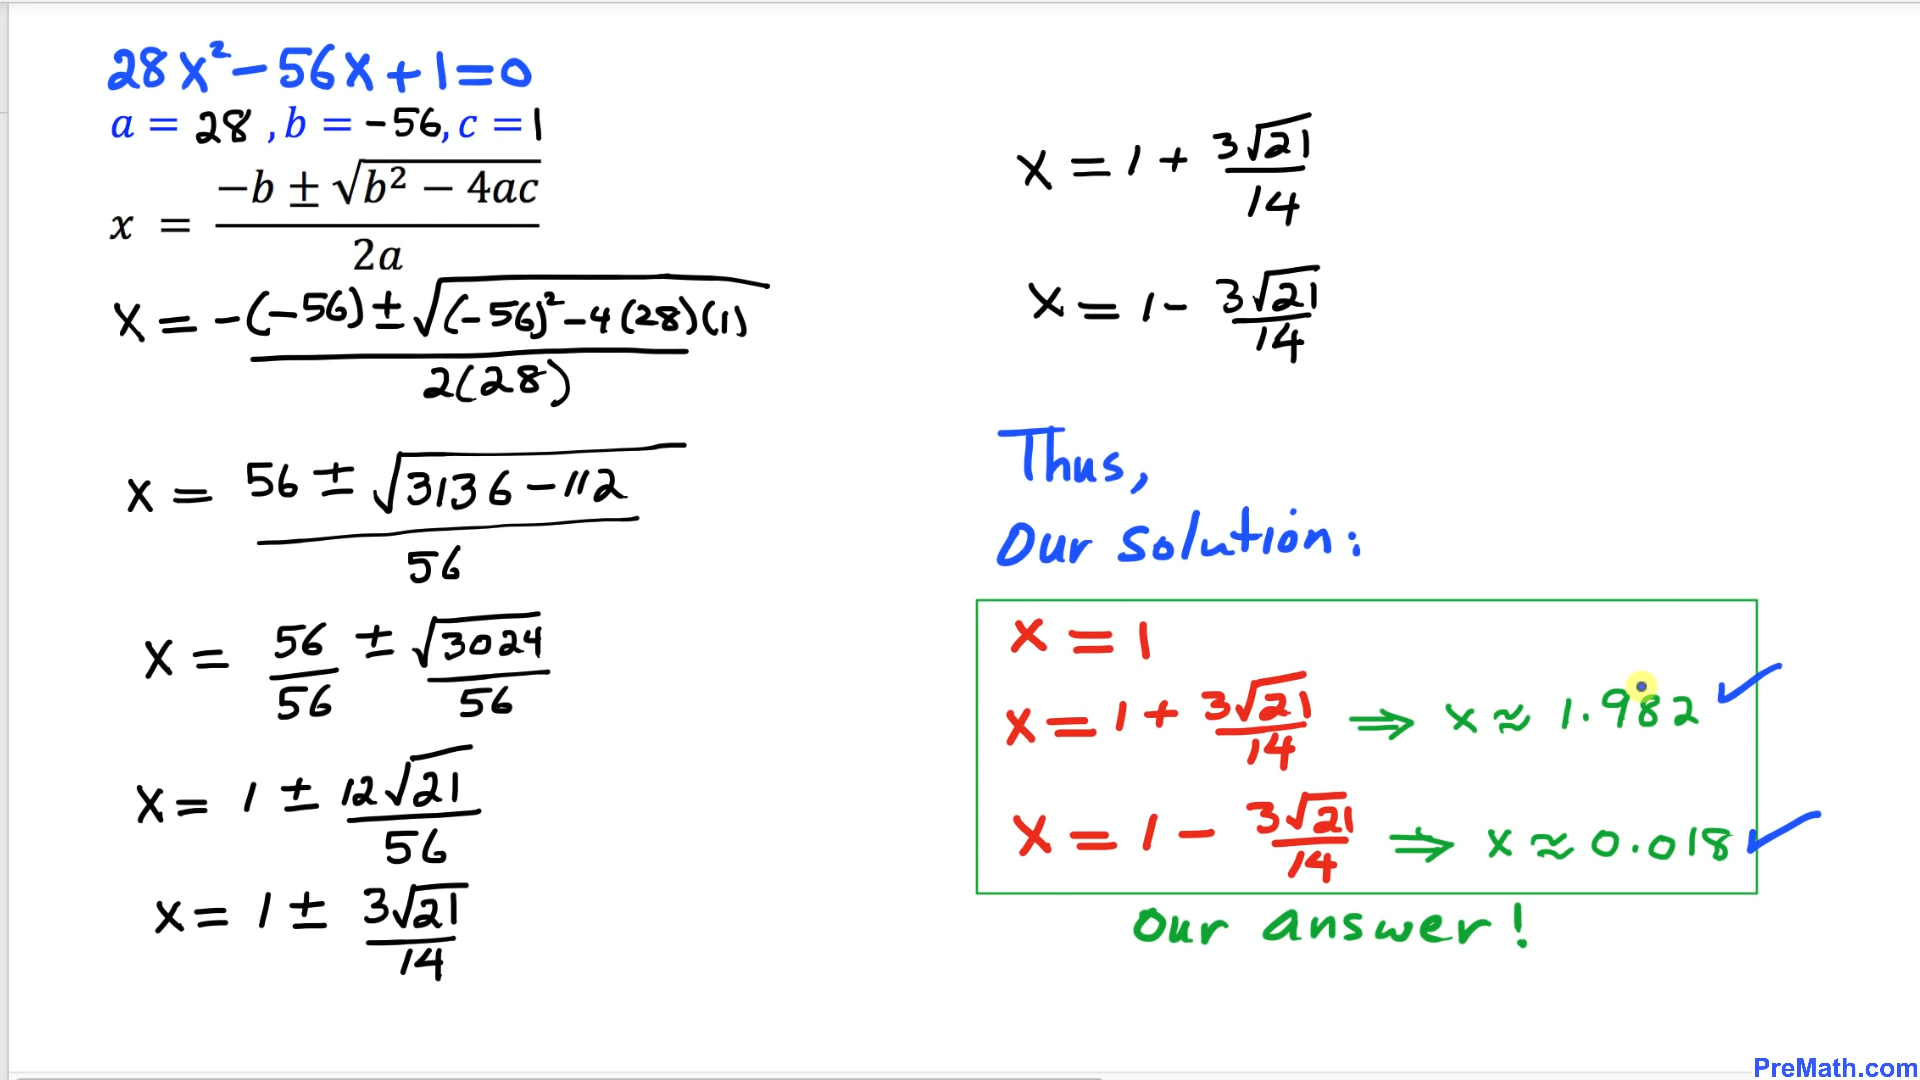 28x² - 56x + 1 = 0
a = 28 , b = -56, c = 1
x = (-b ± √(b² − 4ac)) / 2a
x = (-(-56) ± √((-56)² - 4(28)(1))) / 2(28)
x = (56 ± √(3136 - 112)) / 56
x = 56/56 ± √3024/56
x = 1 ± 12√21/56
x = 1 ± 3√21/14
x = 1 + 3√21/14
x = 1 - 3√21/14
Thus,
Our solution:
x = 1
x = 1 + 3√21/14 ⇒ x ≈ 1.982 ✓
x = 1 - 3√21/14 ⇒ x ≈ 0.018 ✓
Our answer!
PreMath.com